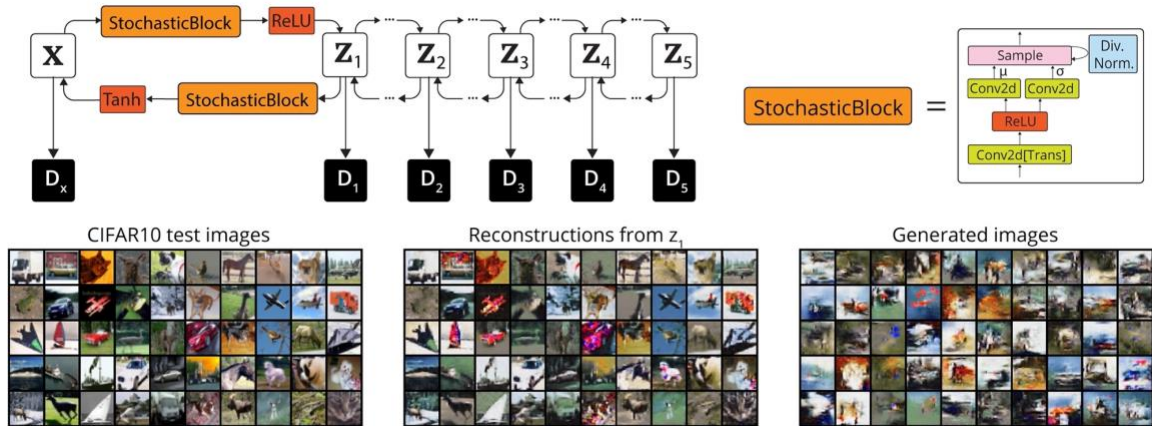 StochasticBlock
ReLU
...
...
...
...
X
Z₁
Z₂
Z₃
Z₄
Z₅
Tanh
StochasticBlock
...
...
...
...
Dₓ
D₁
D₂
D₃
D₄
D₅
StochasticBlock
=
Sample
Div.
Norm.
μ
σ
Conv2d
Conv2d
ReLU
Conv2d[Trans]
CIFAR10 test images
Reconstructions from z₁
Generated images